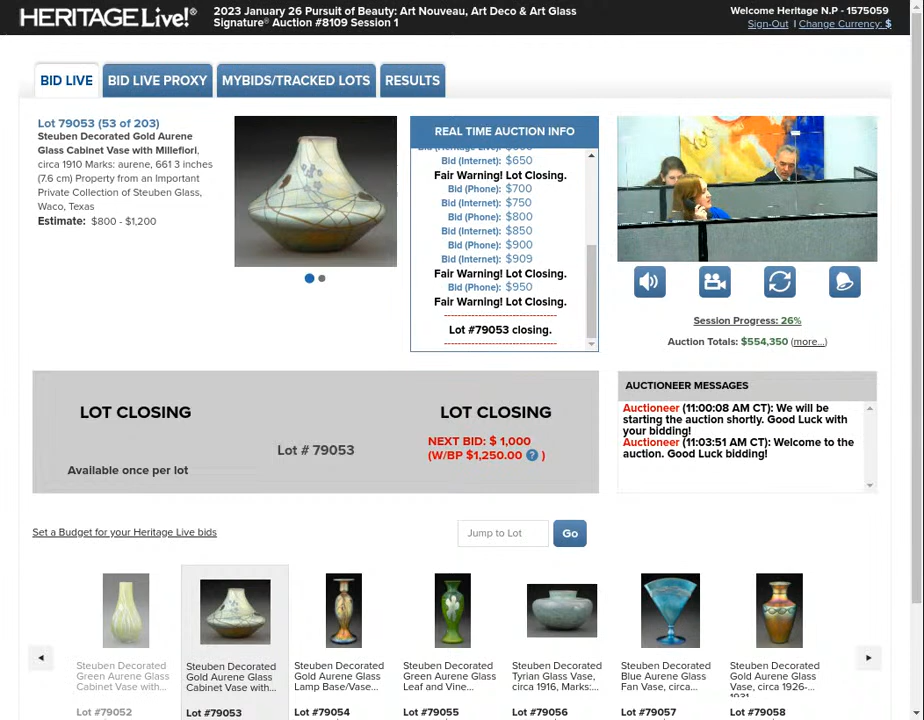 HERITAGE Live!®
2023 January 26 Pursuit of Beauty: Art Nouveau, Art Deco & Art Glass
Signature® Auction #8109 Session 1
Welcome Heritage N.P - 1575059
Sign-Out | Change Currency: $
BID LIVE
BID LIVE PROXY
MYBIDS/TRACKED LOTS
RESULTS
Lot 79053 (53 of 203)
Steuben Decorated Gold Aurene
Glass Cabinet Vase with Millefiori,
circa 1910 Marks: aurene, 661 3 inches
(7.6 cm) Property from an Important
Private Collection of Steuben Glass,
Waco, Texas
Estimate: $800 - $1,200
REAL TIME AUCTION INFO
Bid (Internet): $650
Fair Warning! Lot Closing.
Bid (Phone): $700
Bid (Internet): $750
Bid (Phone): $800
Bid (Internet): $850
Bid (Phone): $900
Bid (Internet): $909
Fair Warning! Lot Closing.
Bid (Phone): $950
Fair Warning! Lot Closing.
--------------------------------
Lot #79053 closing.
--------------------------------
Session Progress: 26%
Auction Totals: $554,350 (more...)
LOT CLOSING
Available once per lot
Lot # 79053
LOT CLOSING
NEXT BID: $ 1,000
(W/BP $1,250.00 ? )
AUCTIONEER MESSAGES
Auctioneer (11:00:08 AM CT): We will be
starting the auction shortly. Good Luck with
your bidding!
Auctioneer (11:03:51 AM CT): Welcome to the
auction. Good Luck bidding!
Set a Budget for your Heritage Live bids
Jump to Lot
Go
Steuben Decorated
Green Aurene Glass
Cabinet Vase with...
Lot #79052
Steuben Decorated
Gold Aurene Glass
Cabinet Vase with...
Lot #79053
Steuben Decorated
Gold Aurene Glass
Lamp Base/Vase...
Lot #79054
Steuben Decorated
Green Aurene Glass
Leaf and Vine...
Lot #79055
Steuben Decorated
Tyrian Glass Vase,
circa 1916, Marks:...
Lot #79056
Steuben Decorated
Blue Aurene Glass
Fan Vase, circa...
Lot #79057
Steuben Decorated
Gold Aurene Glass
Vase, circa 1926-
Lot #79058